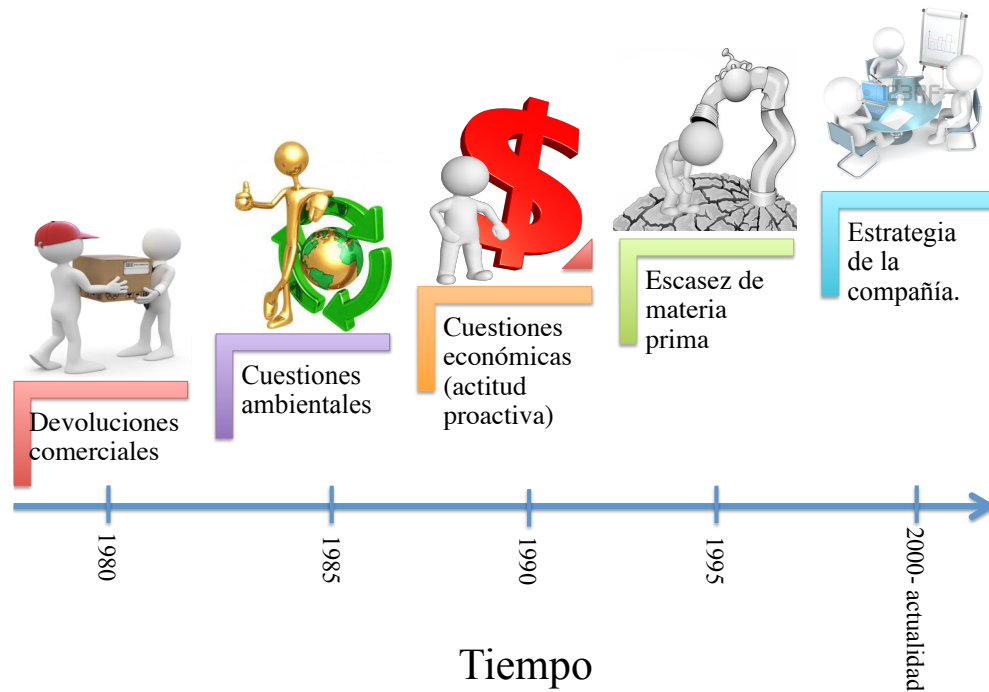 Devoluciones
comerciales
Cuestiones
ambientales
Cuestiones
económicas
(actitud
proactiva)
Escasez de
materia
prima
Estrategia
de la
compañía.
1980
1985
1990
1995
2000- actualidad
Tiempo